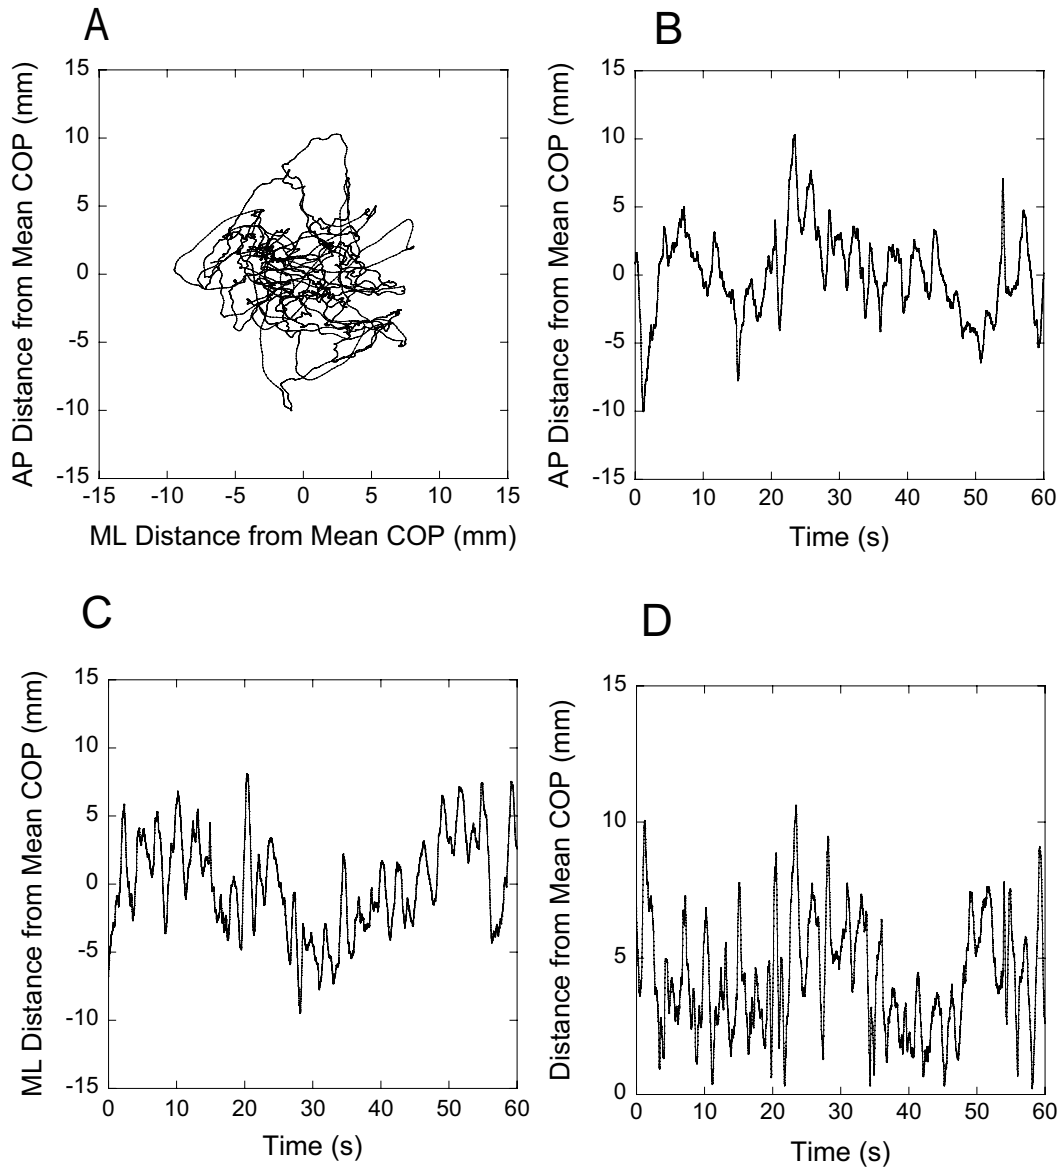 A
AP Distance from Mean COP (mm)
15
10
5
0
-5
-10
-15
-15 -10 -5 0 5 10 15
ML Distance from Mean COP (mm)
B
AP Distance from Mean COP (mm)
15
10
5
0
-5
-10
-15
0 10 20 30 40 50 60
Time (s)
C
ML Distance from Mean COP (mm)
15
10
5
0
-5
-10
-15
0 10 20 30 40 50 60
Time (s)
D
Distance from Mean COP (mm)
15
10
5
0
0 10 20 30 40 50 60
Time (s)